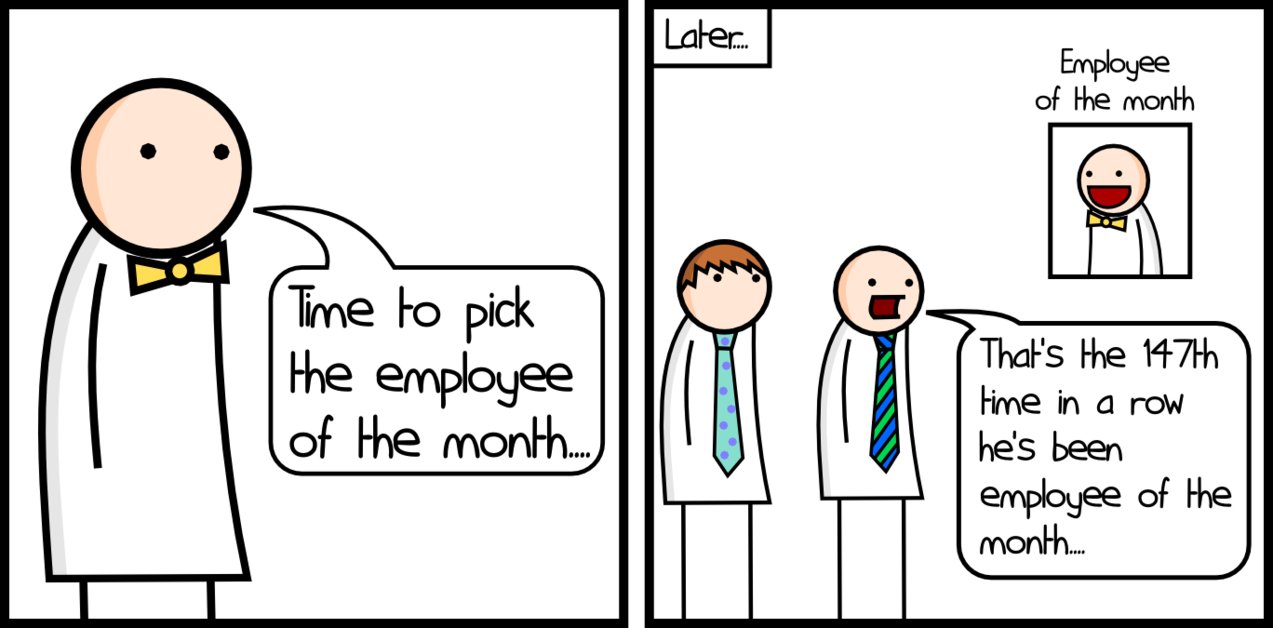 Time to pick
the employee
of the month....
Later....
Employee
of the month
That's the 147th
time in a row
he's been
employee of the
month....